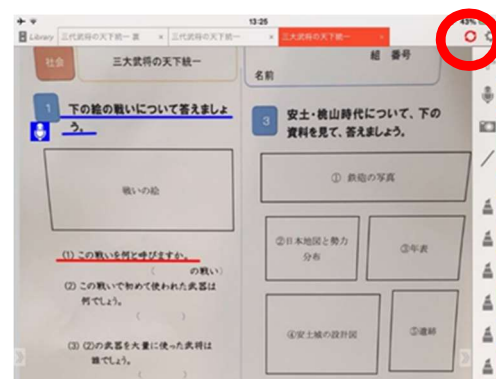 13:25
43%
Library 三代武将の天下統一 裏 × 三代武将の天下統一 × 三大武将の天下統一 ×
社会
三大武将の天下統一
組 番号
名前
1
下の絵の戦いについて答えましょ
う。
戦いの絵
(1) この戦いを何と呼びますか。
( の戦い)
(2) この戦いで初めて使われた武器は
何でしょう。
( )
(3) (2)の武器を大量に使った武将は
誰でしょう。
( )
3
安土・桃山時代について、下の
資料を見て、答えましょう。
① 鉄砲の写真
②日本地図と勢力
分布
③年表
④安土城の設計図